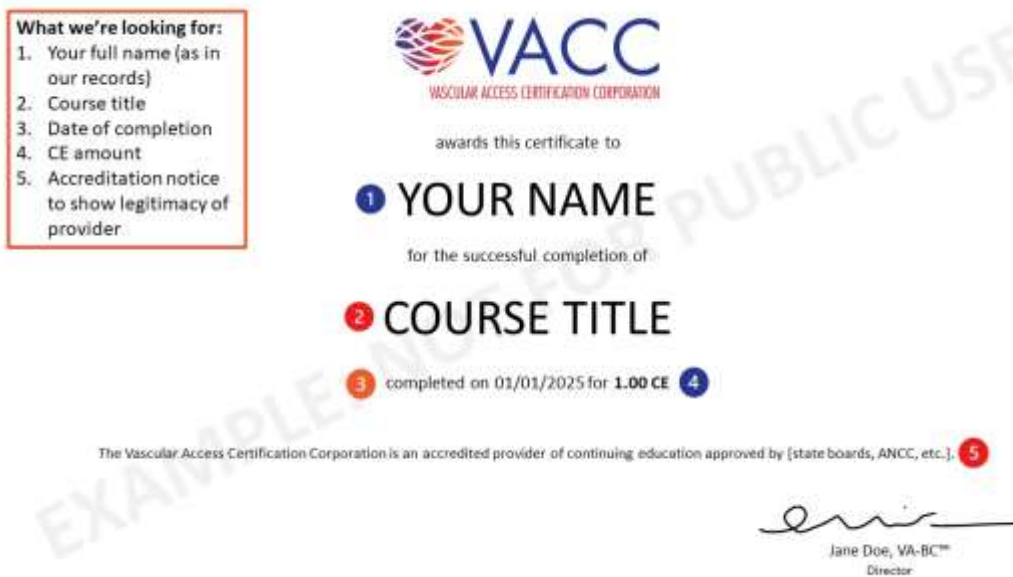 What we're looking for:
1. Your full name (as in
our records)
2. Course title
3. Date of completion
4. CE amount
5. Accreditation notice
to show legitimacy of
provider
VACC
VASCULAR ACCESS CERTIFICATION CORPORATION
awards this certificate to
1 YOUR NAME
for the successful completion of
2 COURSE TITLE
3 completed on 01/01/2025 for 1.00 CE 4
The Vascular Access Certification Corporation is an accredited provider of continuing education approved by [state boards, ANCC, etc.]. 5
Jane Doe, VA-BC™
Director
EXAMPLE NOT FOR PUBLIC USE